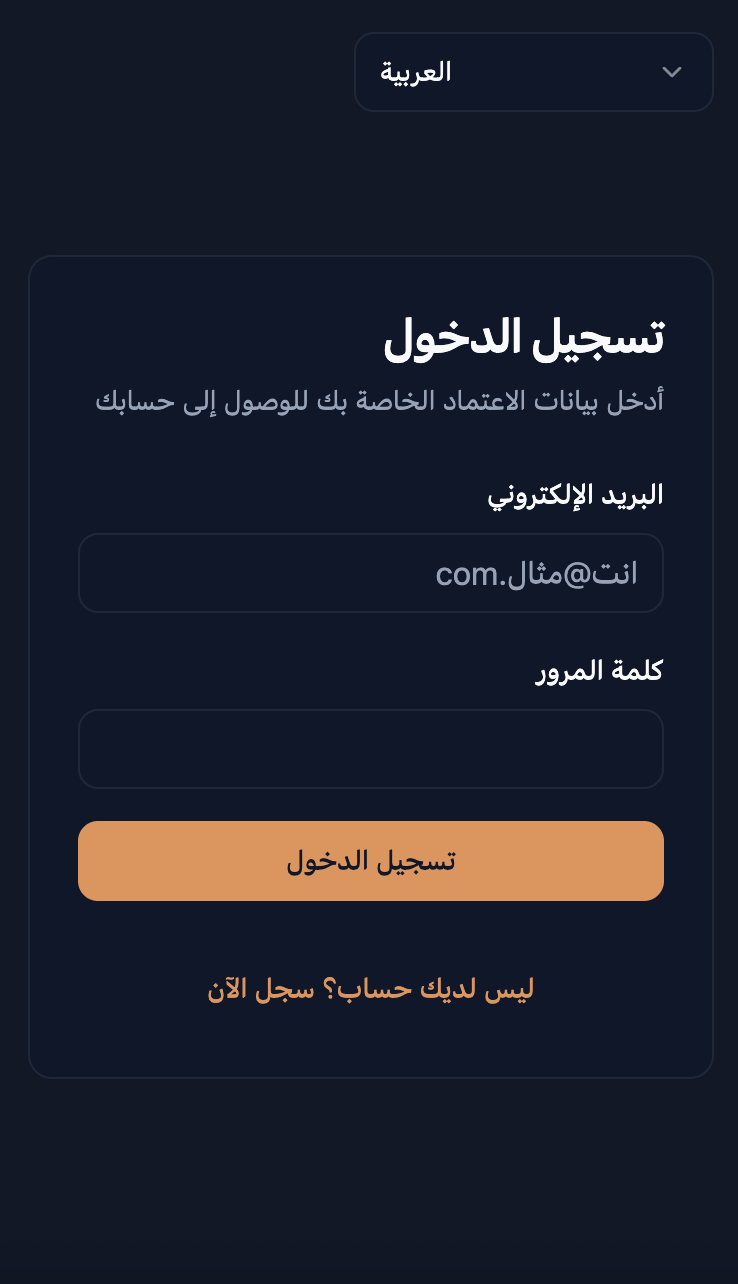 العربية
تسجيل الدخول
أدخل بيانات الاعتماد الخاصة بك للوصول إلى حسابك
البريد الإلكتروني
انت@مثال.com
كلمة المرور
تسجيل الدخول
ليس لديك حساب؟ سجل الآن